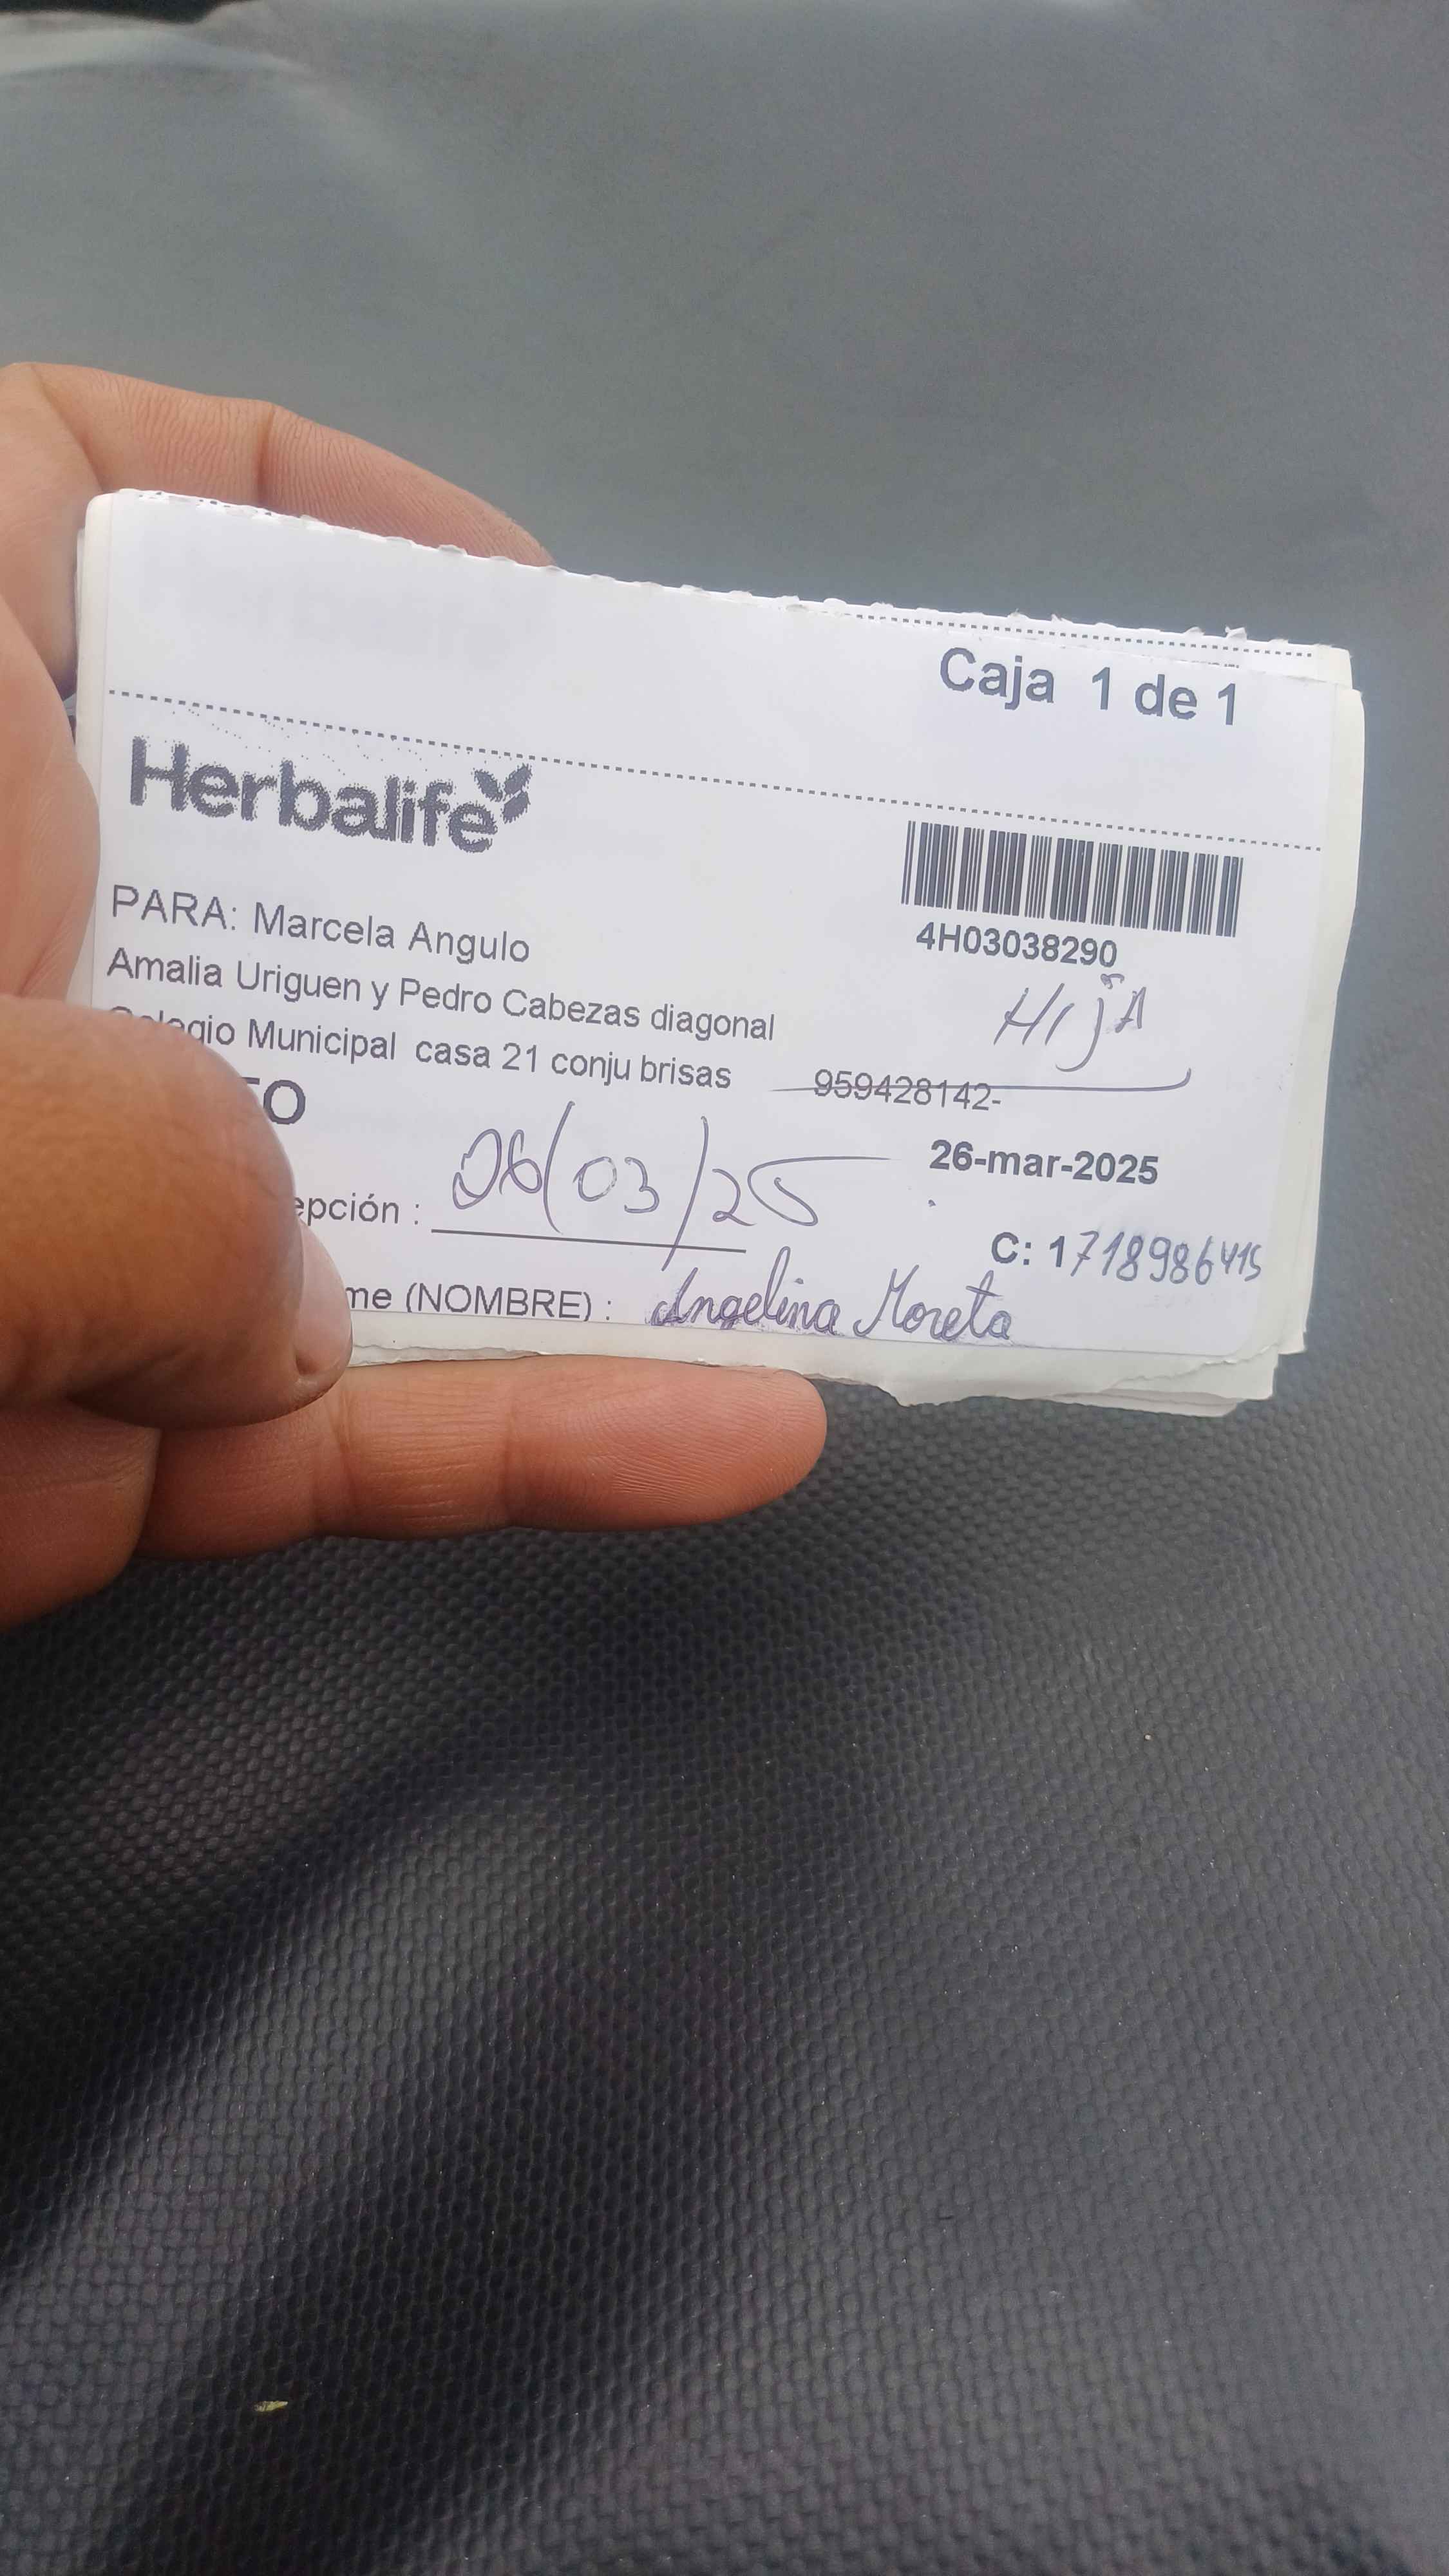 Caja 1 de 1
Herbalife
4H03038290
PARA: Marcela Angulo
HijA
Amalia Uriguen y Pedro Cabezas diagonal
Municipal casa 21 conju brisas
959428142-
26-mar-2025
epción : 26/03/25
C: 1718986415
me (NOMBRE) : Angelina Moreta